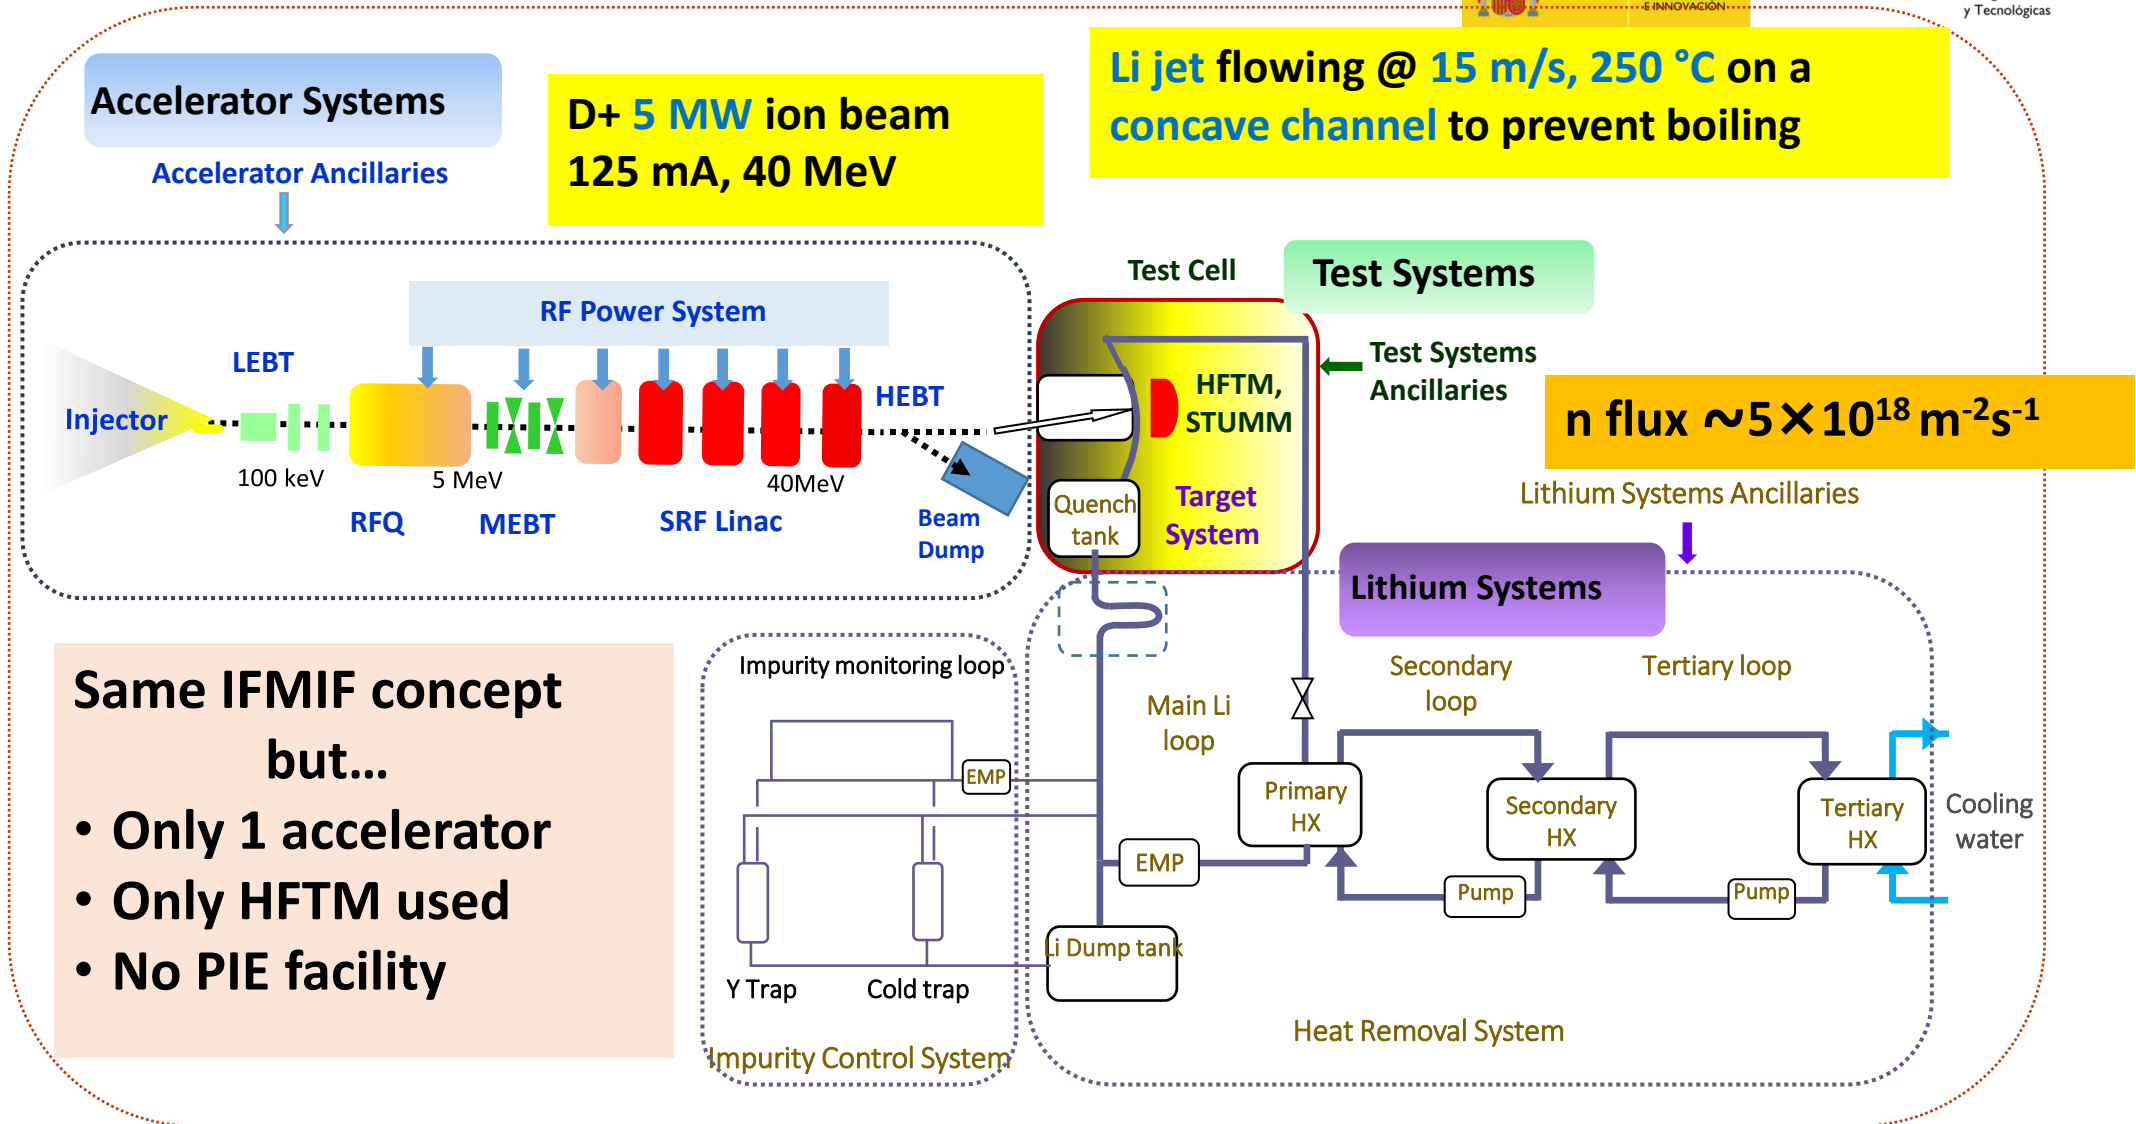 E INNOVACIÓN
y Tecnológicas
Accelerator Systems
Accelerator Ancillaries
D+ 5 MW ion beam
125 mA, 40 MeV
Li jet flowing @ 15 m/s, 250 °C on a
concave channel to prevent boiling
Test Cell
Test Systems
RF Power System
LEBT
Injector
100 keV
RFQ
5 MeV
MEBT
SRF Linac
40MeV
HEBT
Beam
Dump
HFTM,
STUMM
Target
System
Quench
tank
Test Systems
Ancillaries
n flux ~5×10¹⁸ m⁻²s⁻¹
Lithium Systems Ancillaries
Lithium Systems
Same IFMIF concept
but...
• Only 1 accelerator
• Only HFTM used
• No PIE facility
Impurity monitoring loop
EMP
Y Trap
Cold trap
Impurity Control System
Main Li
loop
Secondary
loop
Tertiary loop
Primary
HX
Secondary
HX
Tertiary
HX
Cooling
water
EMP
Pump
Pump
Li Dump tank
Heat Removal System